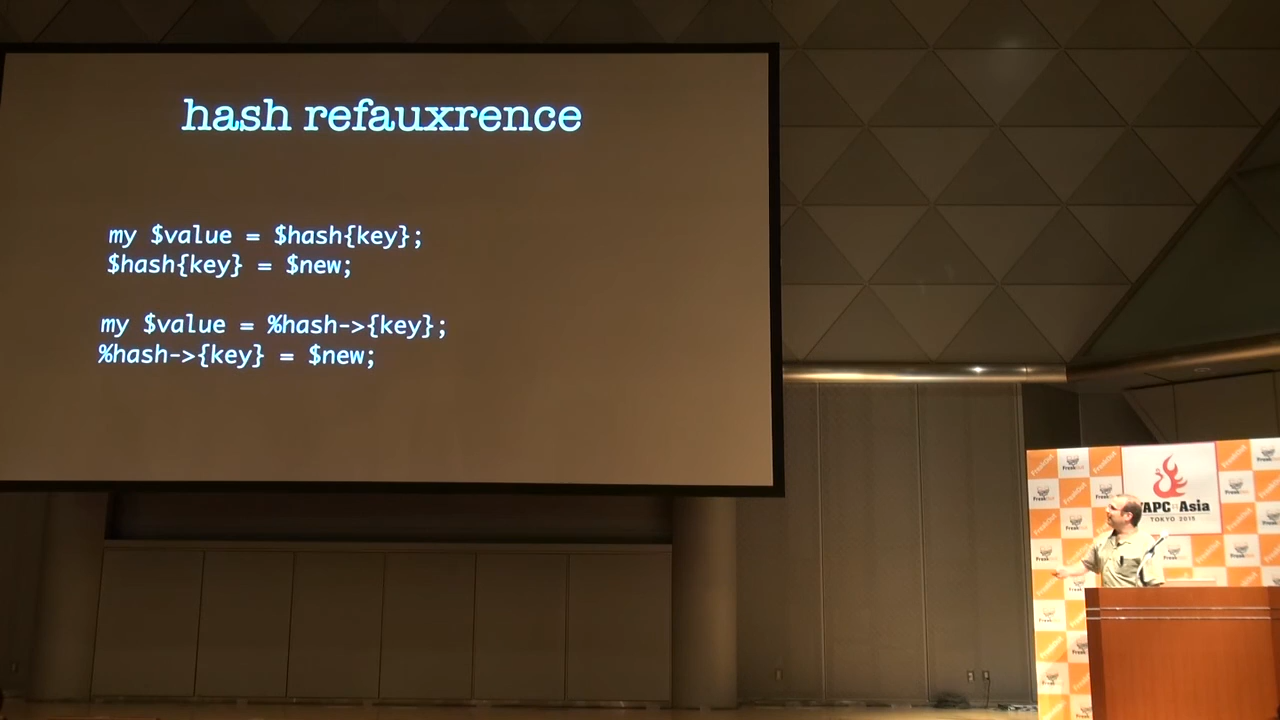 hash refauxrence
my $value = $hash{key};
$hash{key} = $new;
my $value = %hash->{key};
%hash->{key} = $new;
YAPC::Asia
TOKYO 2015
FreakOut